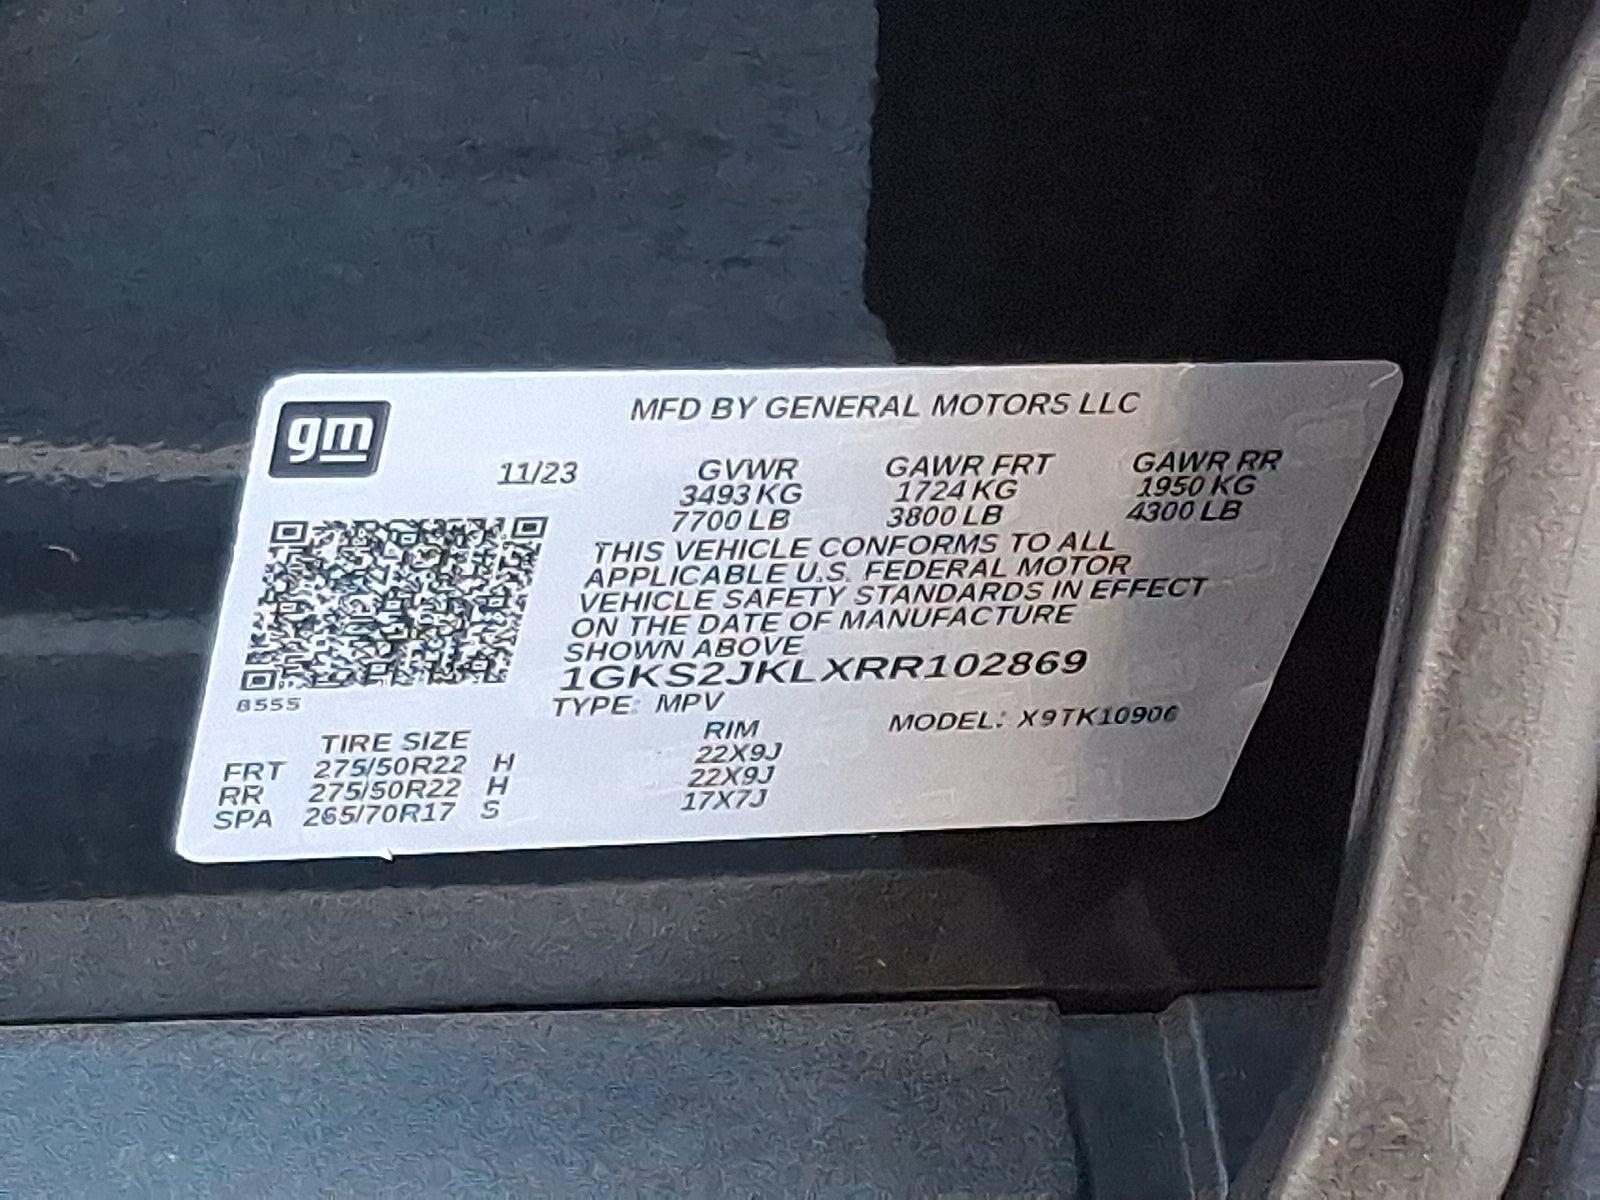 gm
MFD BY GENERAL MOTORS LLC
11/23 GVWR GAWR FRT GAWR RR
3493 KG 1724 KG 1950 KG
7700 LB 3800 LB 4300 LB
THIS VEHICLE CONFORMS TO ALL
APPLICABLE U.S. FEDERAL MOTOR
VEHICLE SAFETY STANDARDS IN EFFECT
ON THE DATE OF MANUFACTURE
SHOWN ABOVE
1GKS2JKLXRR102869
8555
TYPE: MPV MODEL: X9TK10906
TIRE SIZE RIM
FRT 275/50R22 H 22X9J
RR 275/50R22 H 22X9J
SPA 265/70R17 S 17X7J